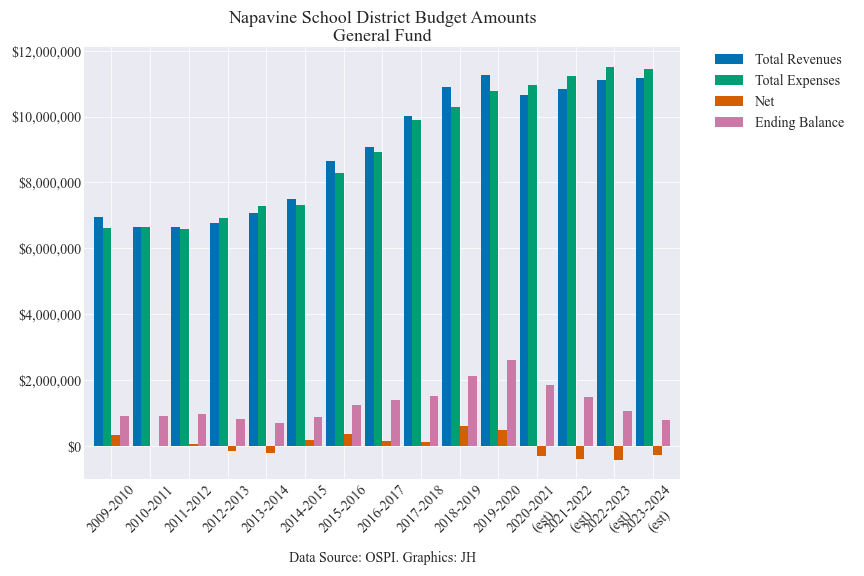 Napavine School District Budget Amounts
General Fund
$12,000,000
$10,000,000
$8,000,000
$6,000,000
$4,000,000
$2,000,000
$0
Total Revenues
Total Expenses
Net
Ending Balance
2009-2010
2010-2011
2011-2012
2012-2013
2013-2014
2014-2015
2015-2016
2016-2017
2017-2018
2018-2019
2019-2020
2020-2021
(est)
2021-2022
(est)
2022-2023
(est)
2023-2024
(est)
Data Source: OSPI. Graphics: JH